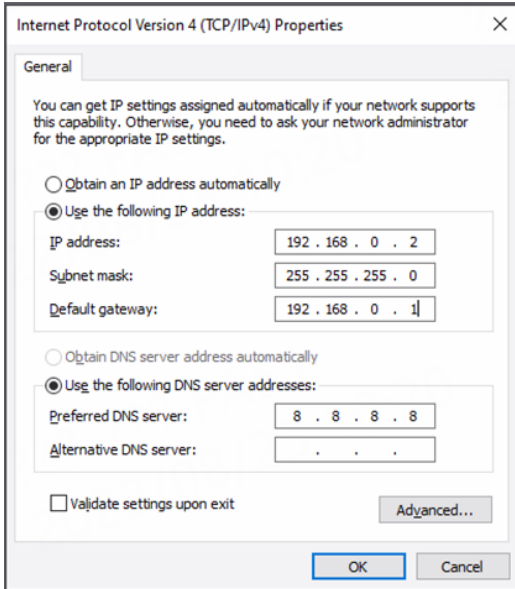 Internet Protocol Version 4 (TCP/IPv4) Properties
General
You can get IP settings assigned automatically if your network supports
this capability. Otherwise, you need to ask your network administrator
for the appropriate IP settings.
Obtain an IP address automatically
Use the following IP address:
IP address: 192 . 168 . 0 . 2
Subnet mask: 255 . 255 . 255 . 0
Default gateway: 192 . 168 . 0 . 1
Obtain DNS server address automatically
Use the following DNS server addresses:
Preferred DNS server: 8 . 8 . 8 . 8
Alternative DNS server: . . .
Validate settings upon exit
Advanced...
OK Cancel